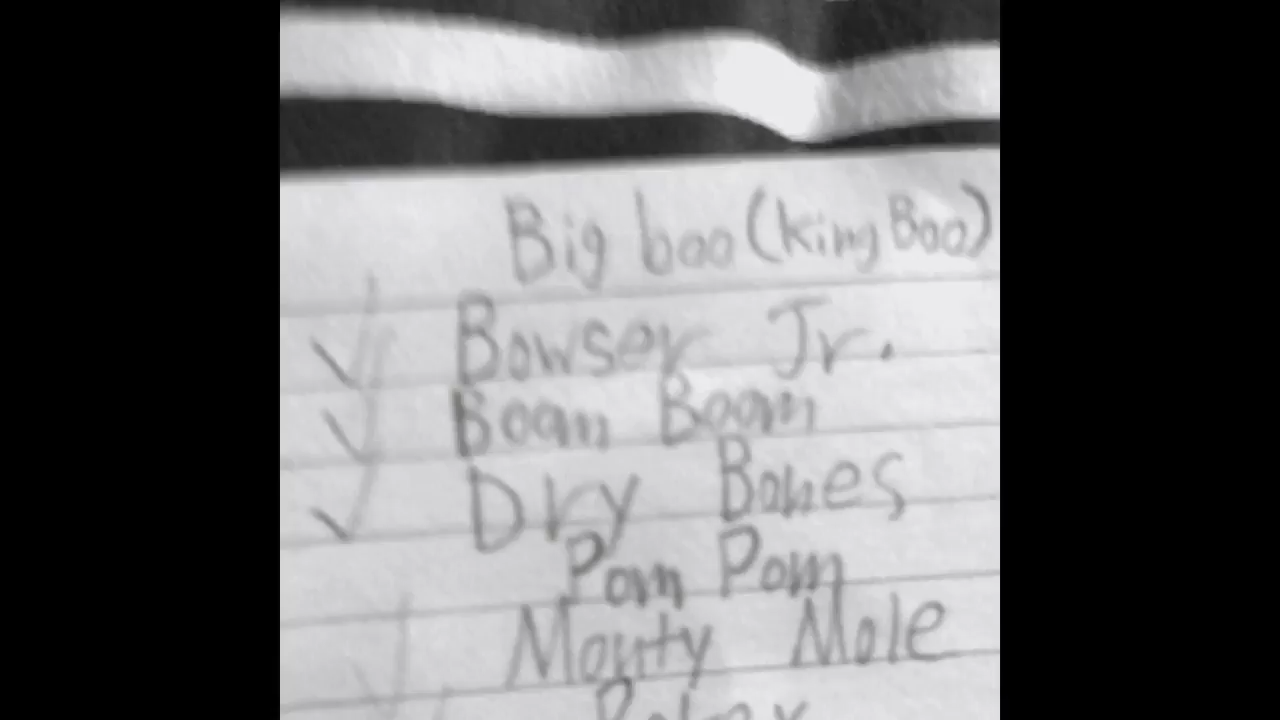 Big boo (King Boo)
Bowser Jr.
Boom Boom
Dry Bones
Pom Pom
Monty Mole